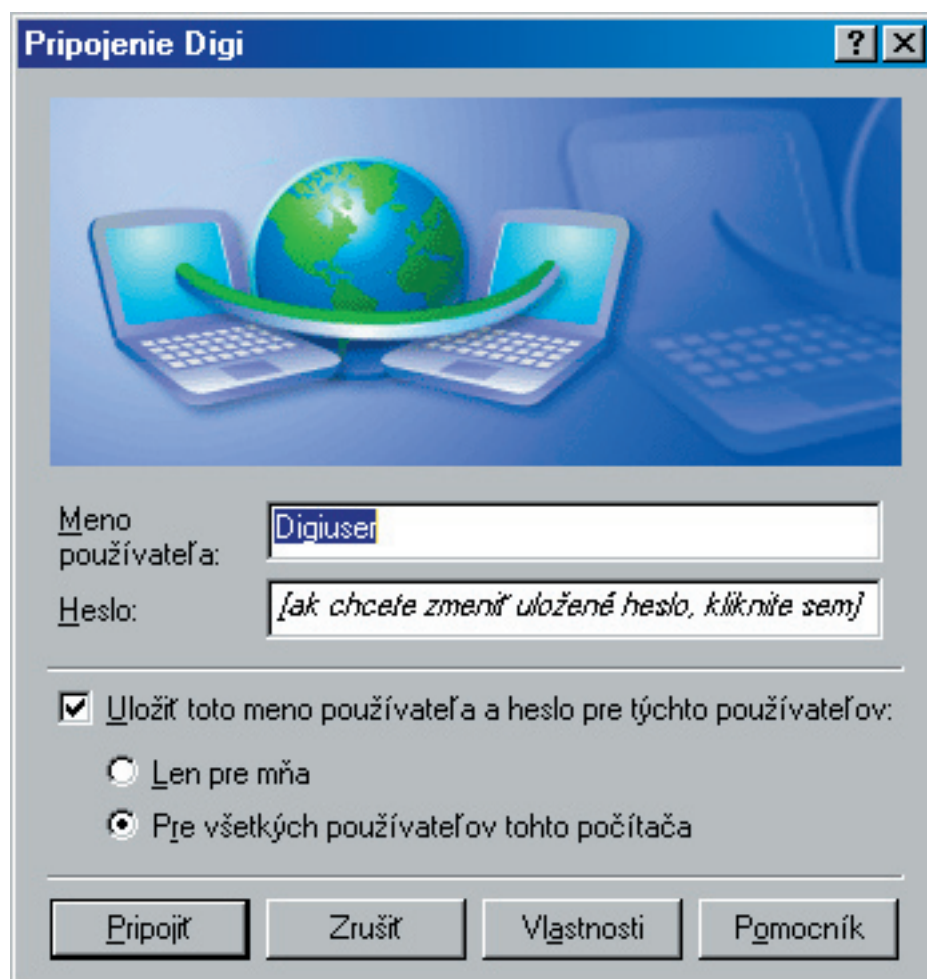 Pripojenie Digi
Meno
používateľa:
Digiuser
Heslo:
[ak chcete zmeniť uložené heslo, kliknite sem]
Uložiť toto meno používateľa a heslo pre týchto používateľov:
Len pre mňa
Pre všetkých používateľov tohto počítača
Pripojiť Zrušiť Vlastnosti Pomocník